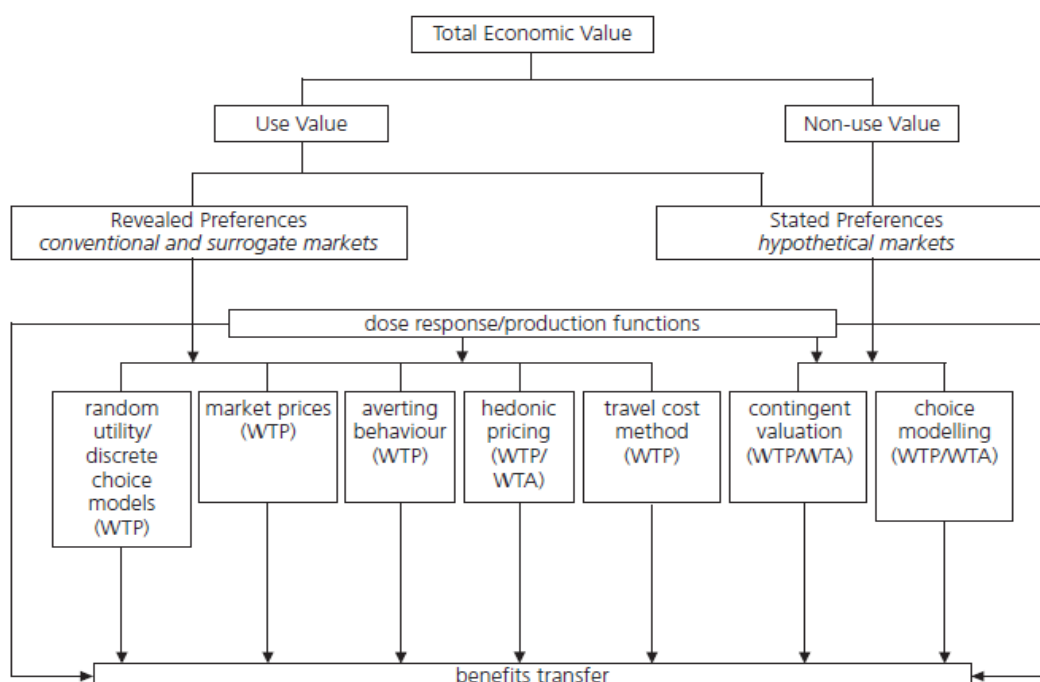 Total Economic Value
Use Value
Non-use Value
Revealed Preferences
conventional and surrogate markets
Stated Preferences
hypothetical markets
dose response/production functions
random
utility/
discrete
choice
models
(WTP)
market prices
(WTP)
averting
behaviour
(WTP)
hedonic
pricing
(WTP/
WTA)
travel cost
method
(WTP)
contingent
valuation
(WTP/WTA)
choice
modelling
(WTP/WTA)
benefits transfer